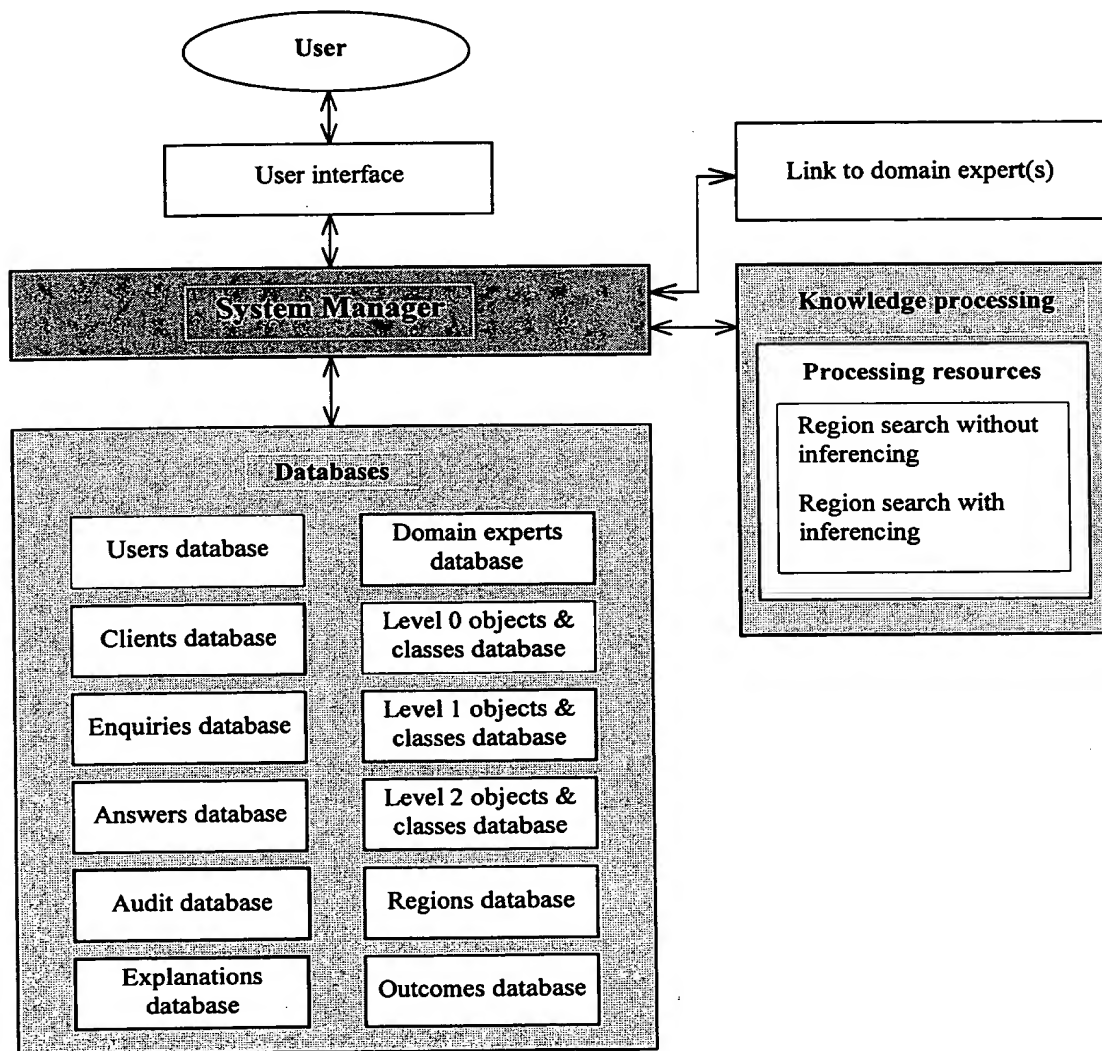 User
User interface
Link to domain expert(s)
System Manager
Knowledge processing
Processing resources
Region search without
inferencing
Region search with
inferencing
Databases
Users database
Domain experts
database
Clients database
Level 0 objects &
classes database
Enquiries database
Level 1 objects &
classes database
Answers database
Level 2 objects &
classes database
Audit database
Regions database
Explanations
database
Outcomes database